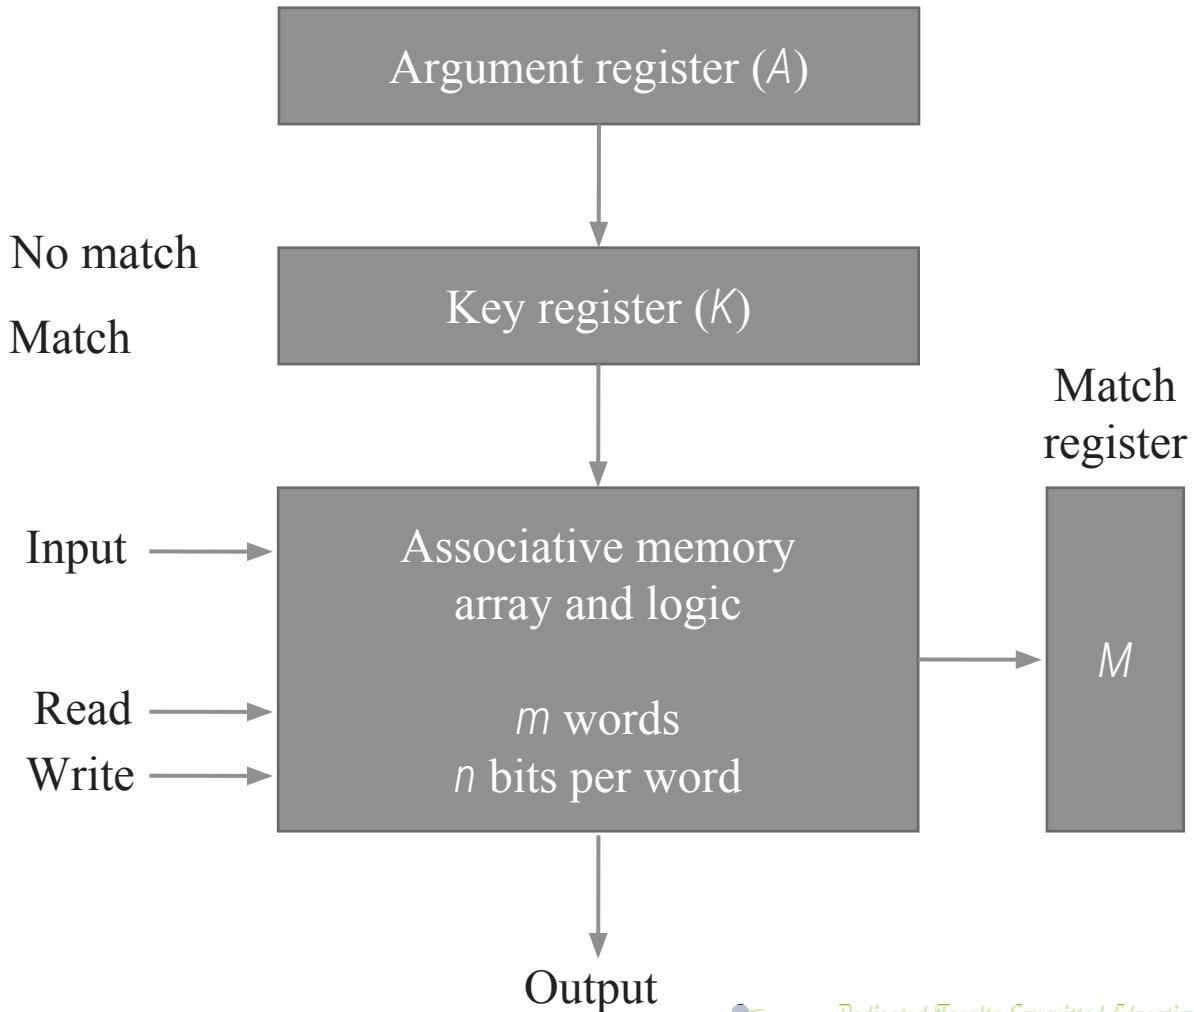 Argument register (A)
No match
Key register (K)
Match
Match
register
Input
Associative memory
array and logic
M
Read
m words
Write
n bits per word
Output